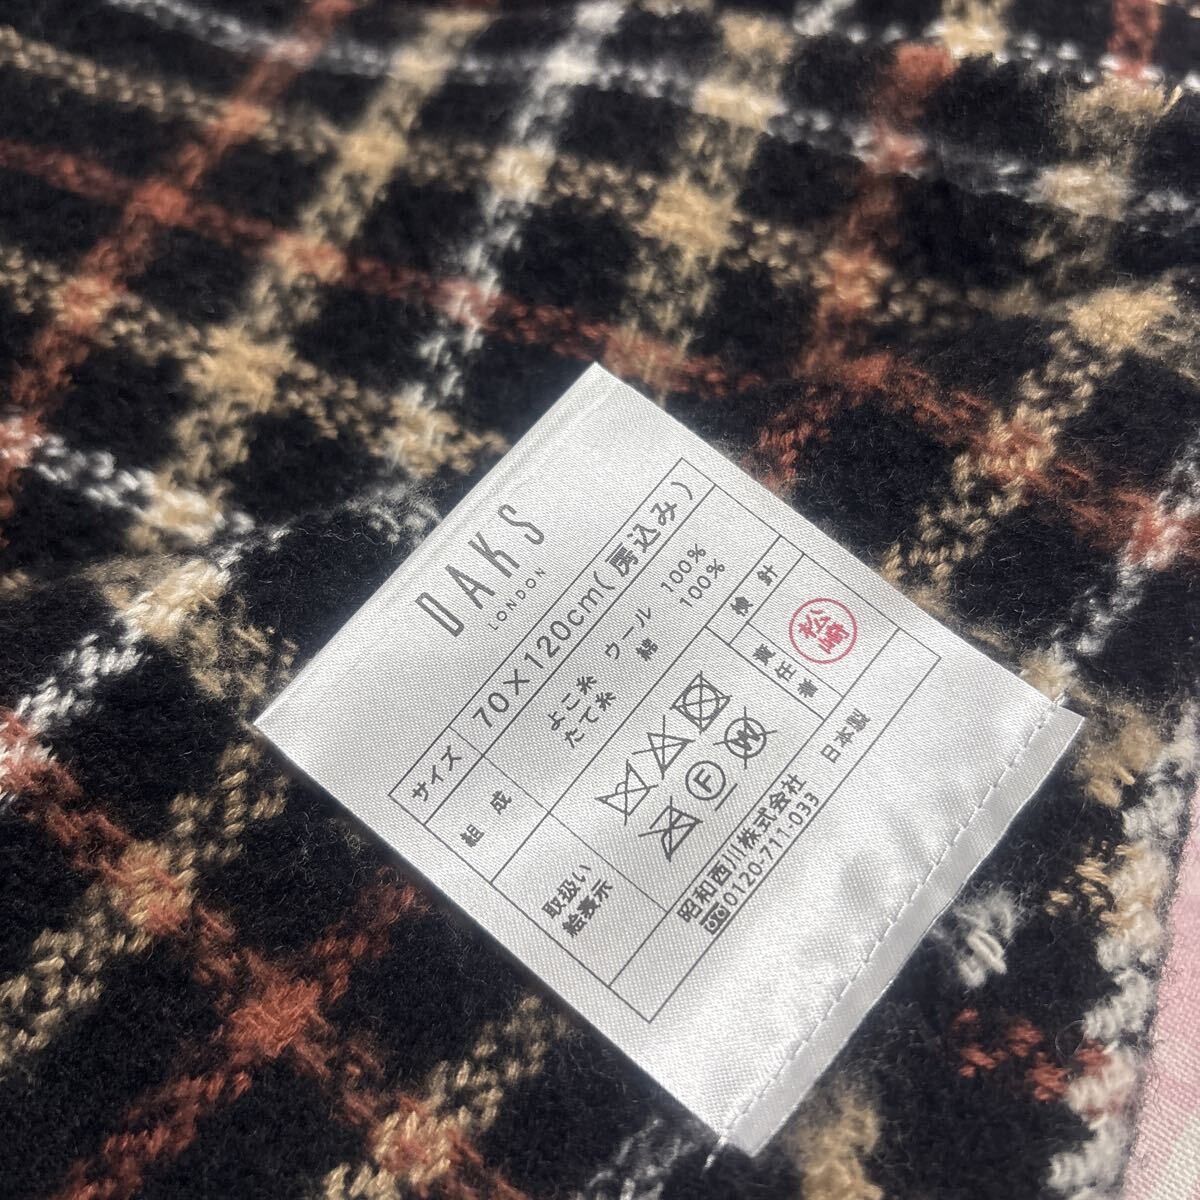 DAKS
LONDON
サイズ 70×120cm(房込み)
組成 よこ糸 ウール 100%
たて糸 綿 100%
取扱い
絵表示
W
F
検針
責任者
松崎
昭和西川株式会社
0120-711-033
日本製